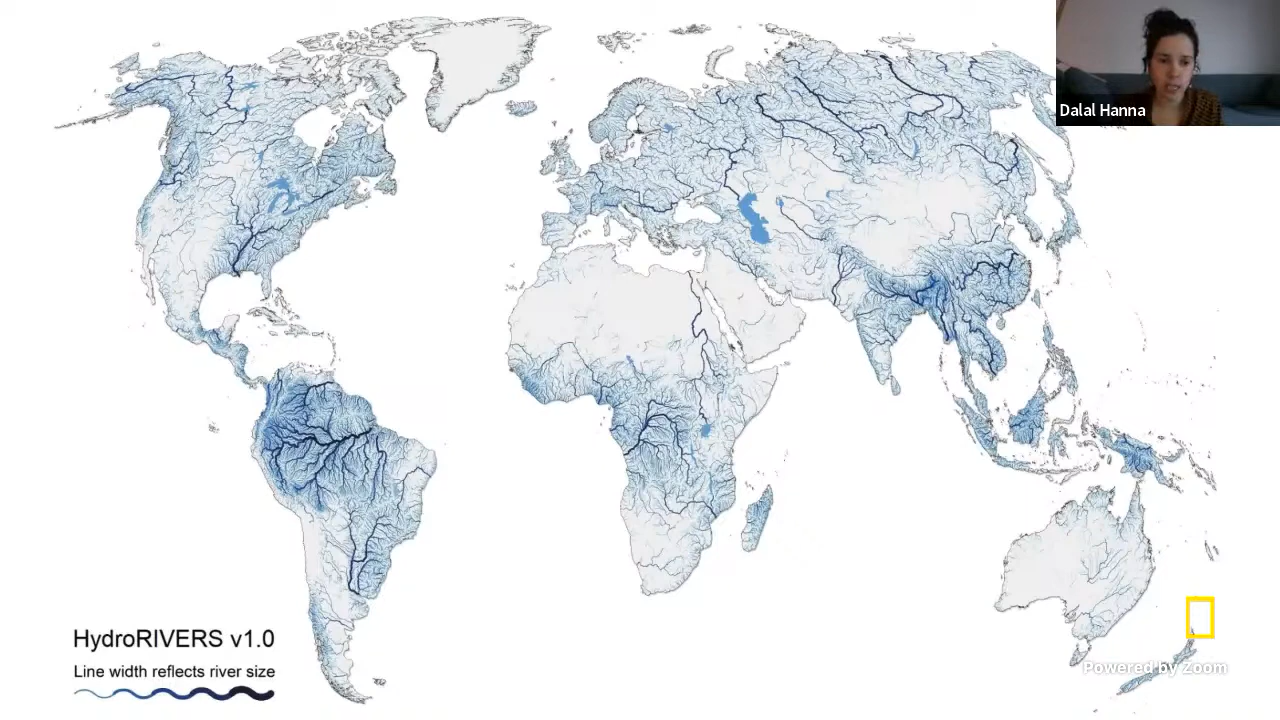 Dalal Hanna
HydroRIVERS v1.0
Line width reflects river size
Powered by Zoom